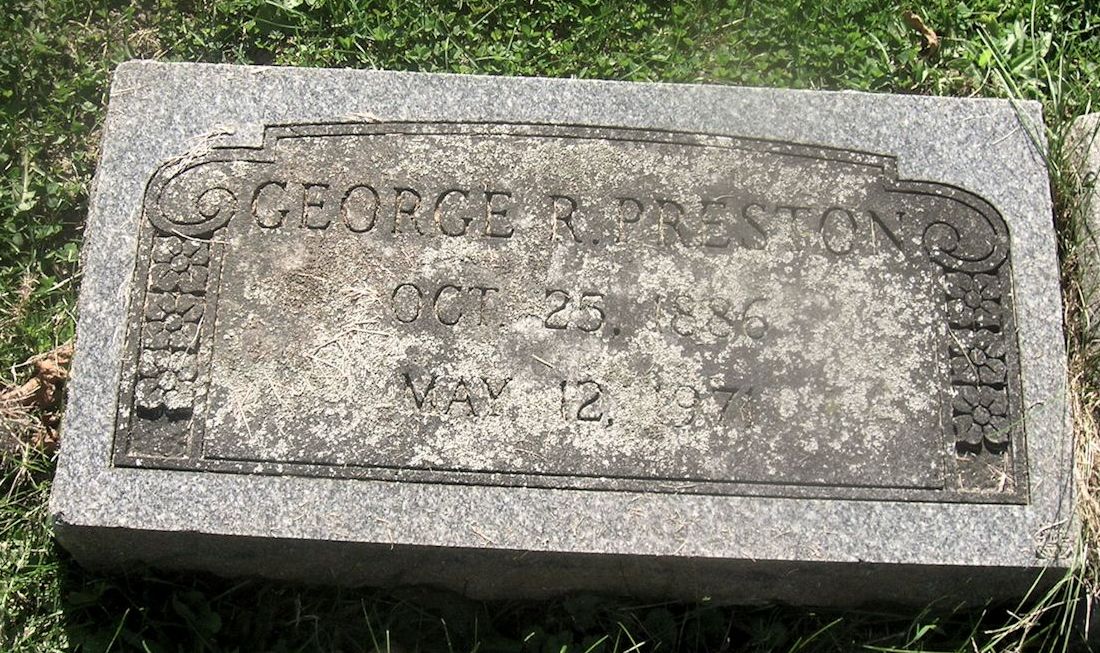 GEORGE R. PRESTON
OCT. 25, 1886
MAY 12, 1971